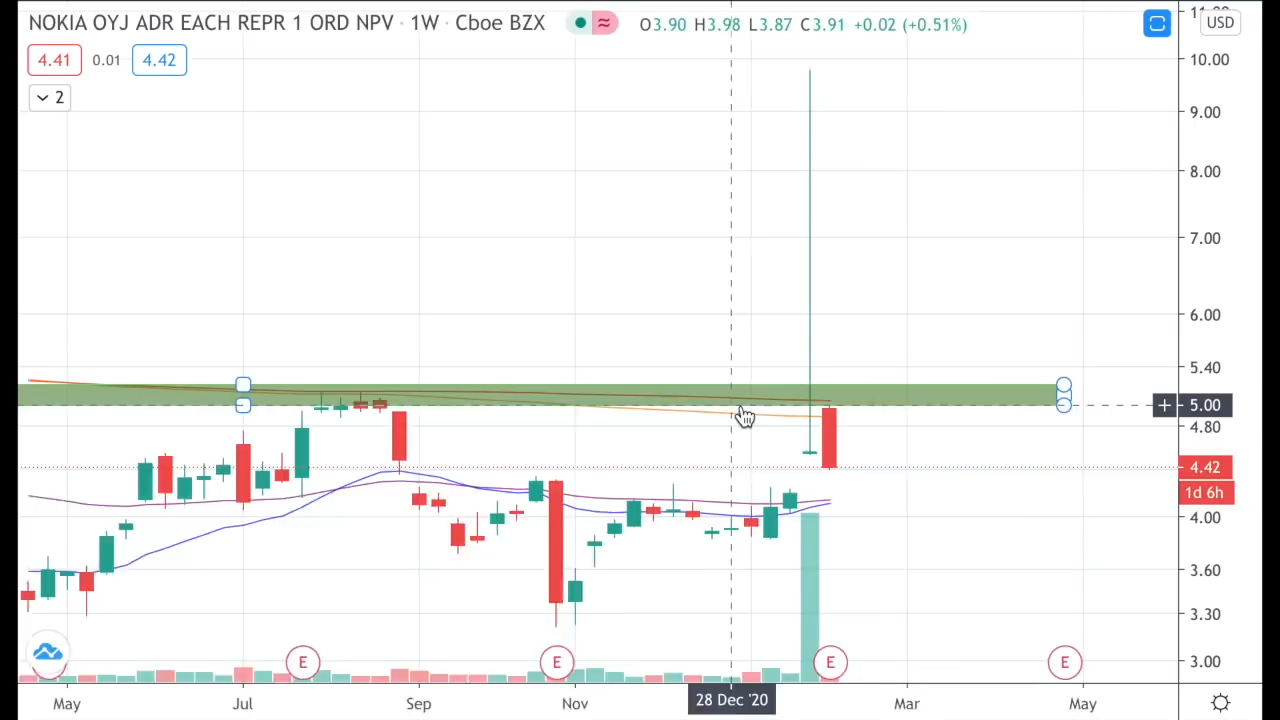 NOKIA OYJ ADR EACH REPR 1 ORD NPV · 1W · Cboe BZX ≈ O3.90 H3.98 L3.87 C3.91 +0.02 (+0.51%)
USD
4.41 0.01 4.42
2
10.00
9.00
8.00
7.00
6.00
5.40
+ 5.00
4.80
4.42
1d 6h
4.00
3.60
3.30
3.00
E E E E
May Jul Sep Nov 28 Dec '20 Mar May